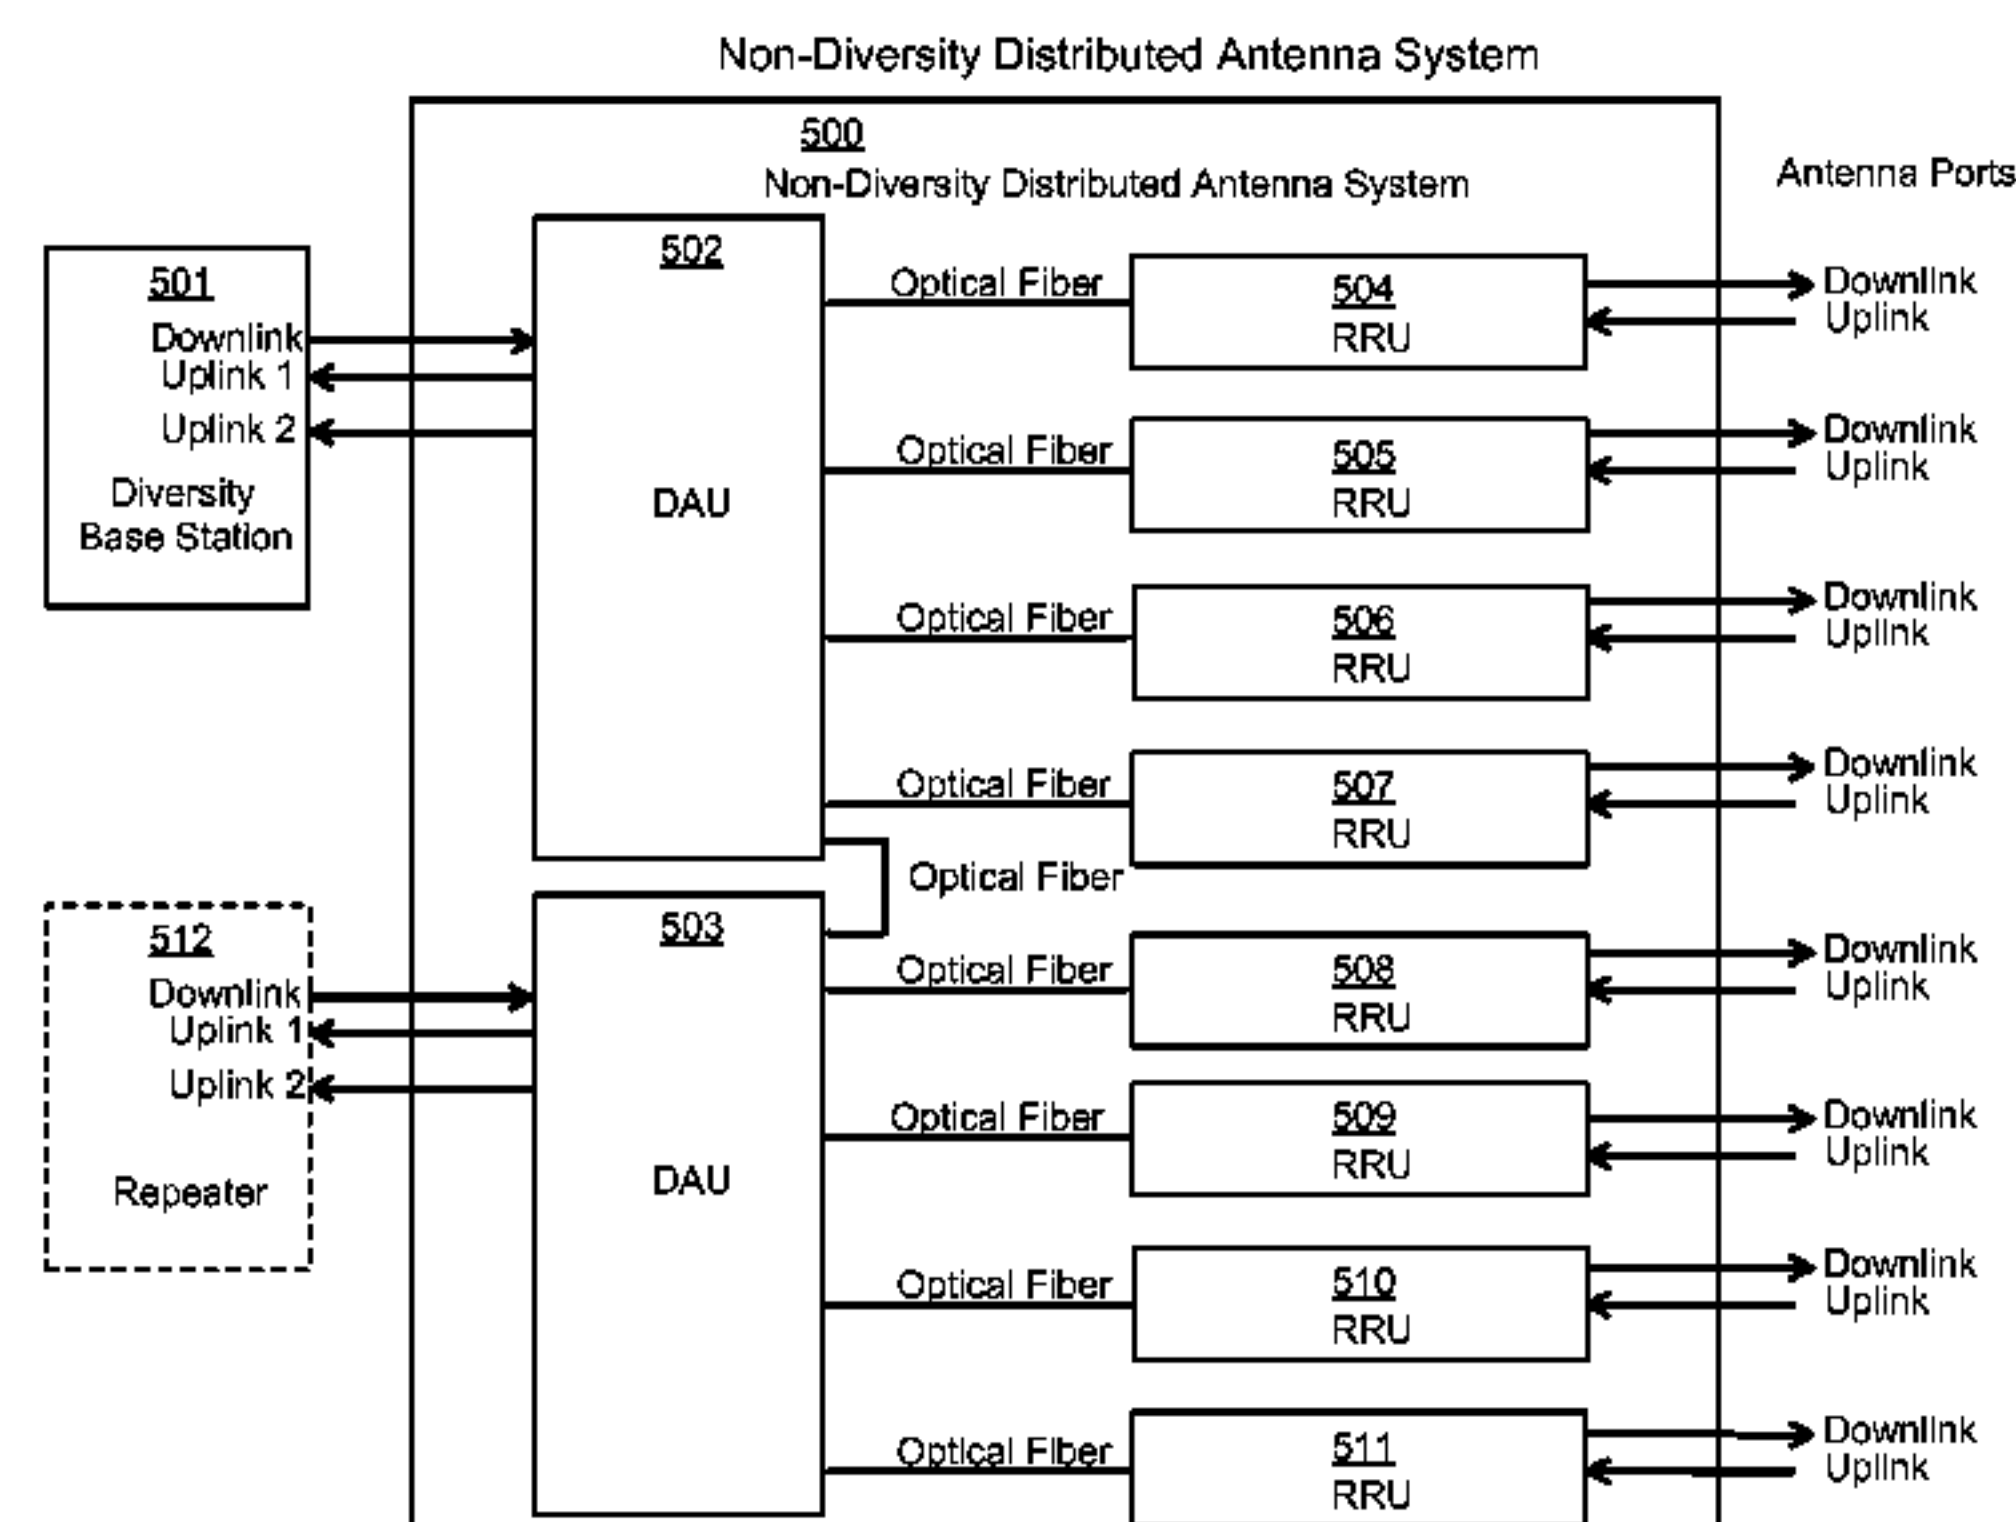 Non-Diversity Distributed Antenna System
500
Non-Diversity Distributed Antenna System
Antenna Ports
501
Downlink
Uplink 1
Uplink 2
Diversity
Base Station
502
DAU
Optical Fiber
504
RRU
Downlink
Uplink
Optical Fiber
505
RRU
Downlink
Uplink
Optical Fiber
506
RRU
Downlink
Uplink
Optical Fiber
507
RRU
Downlink
Uplink
Optical Fiber
512
Downlink
Uplink 1
Uplink 2
Repeater
503
DAU
Optical Fiber
508
RRU
Downlink
Uplink
Optical Fiber
509
RRU
Downlink
Uplink
Optical Fiber
510
RRU
Downlink
Uplink
Optical Fiber
511
RRU
Downlink
Uplink